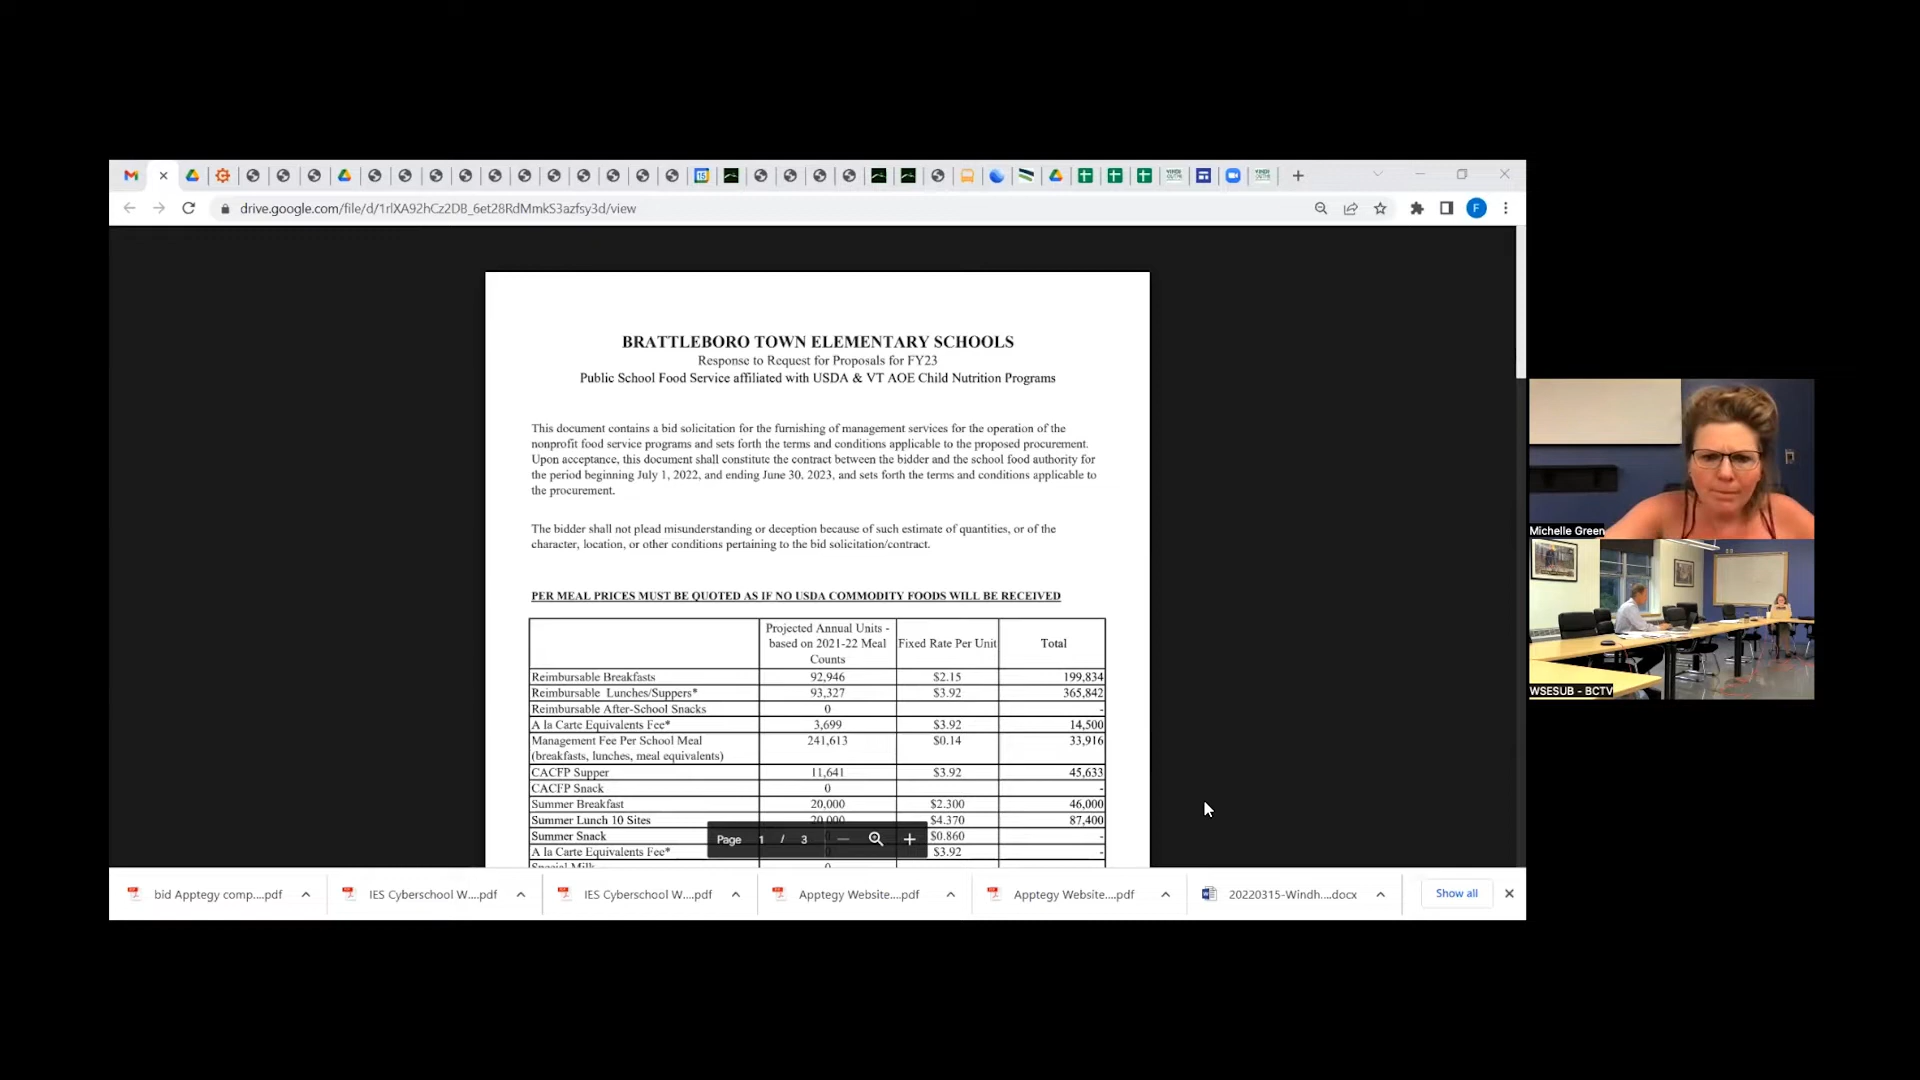 drive.google.com/file/d/1rlXA92hCz2DB_6et28RdMmkS3azfsy3d/view
BRATTLEBORO TOWN ELEMENTARY SCHOOLS
Response to Request for Proposals for FY23
Public School Food Service affiliated with USDA & VT AOE Child Nutrition Programs
This document contains a bid solicitation for the furnishing of management services for the operation of the
nonprofit food service programs and sets forth the terms and conditions applicable to the proposed procurement.
Upon acceptance, this document shall constitute the contract between the bidder and the school food authority for
the period beginning July 1, 2022, and ending June 30, 2023, and sets forth the terms and conditions applicable to
the procurement.
The bidder shall not plead misunderstanding or deception because of such estimate of quantities, or of the
character, location, or other conditions pertaining to the bid solicitation/contract.
PER MEAL PRICES MUST BE QUOTED AS IF NO USDA COMMODITY FOODS WILL BE RECEIVED
Projected Annual Units -
based on 2021-22 Meal
Counts
Fixed Rate Per Unit
Total
Reimbursable Breakfasts 92,946 $2.15 199,834
Reimbursable Lunches/Suppers* 93,327 $3.92 365,842
Reimbursable After-School Snacks 0 -
A la Carte Equivalents Fee* 3,699 $3.92 14,500
Management Fee Per School Meal 241,613 $0.14 33,916
(breakfasts, lunches, meal equivalents)
CACFP Supper 11,641 $3.92 45,633
CACFP Snack 0 -
Summer Breakfast 20,000 $2.300 46,000
Summer Lunch 10 Sites 20,000 $4.370 87,400
Summer Snack $0.860 -
A la Carte Equivalents Fee* $3.92 -
Special Milk 0
Page 1 / 3
Michelle Green
WSESUB - BCTV
bid Apptegy comp....pdf
IES Cyberschool W....pdf
IES Cyberschool W....pdf
Apptegy Website....pdf
Apptegy Website....pdf
20220315-Windh....docx
Show all
F
15